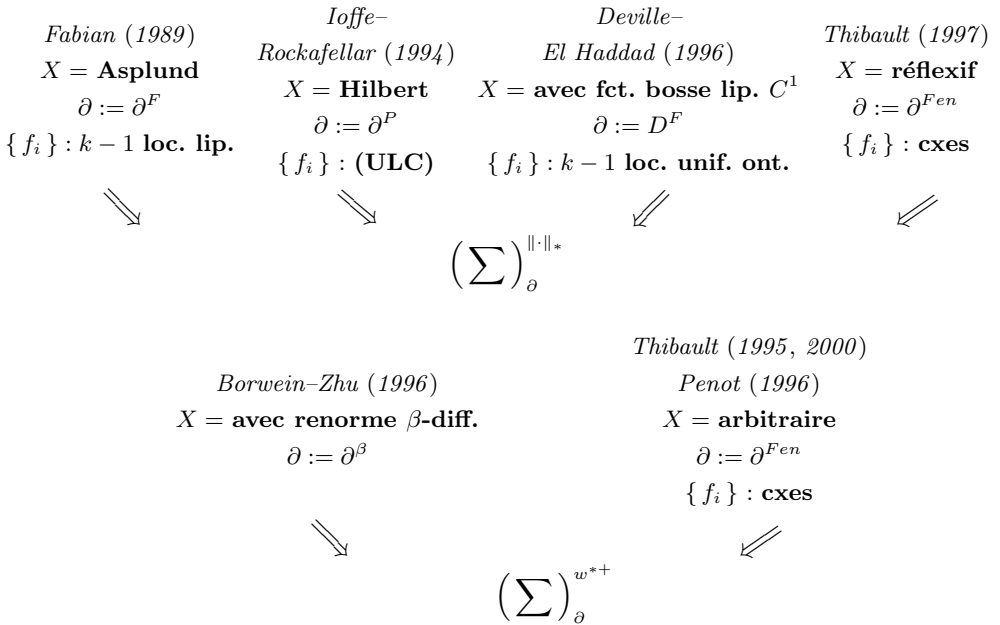 Fabian (1989)
X = Asplund
∂ := ∂^F
{ f_i } : k − 1 loc. lip.
Ioffe–
Rockafellar (1994)
X = Hilbert
∂ := ∂^P
{ f_i } : (ULC)
Deville–
El Haddad (1996)
X = avec fct. bosse lip. C^1
∂ := D^F
{ f_i } : k − 1 loc. unif. ont.
Thibault (1997)
X = réflexif
∂ := ∂^{Fen}
{ f_i } : cxes
(∑)_∂^{‖·‖_*}
Borwein–Zhu (1996)
X = avec renorme β-diff.
∂ := ∂^β
Thibault (1995, 2000)
Penot (1996)
X = arbitraire
∂ := ∂^{Fen}
{ f_i } : cxes
(∑)_∂^{w^{*+}}